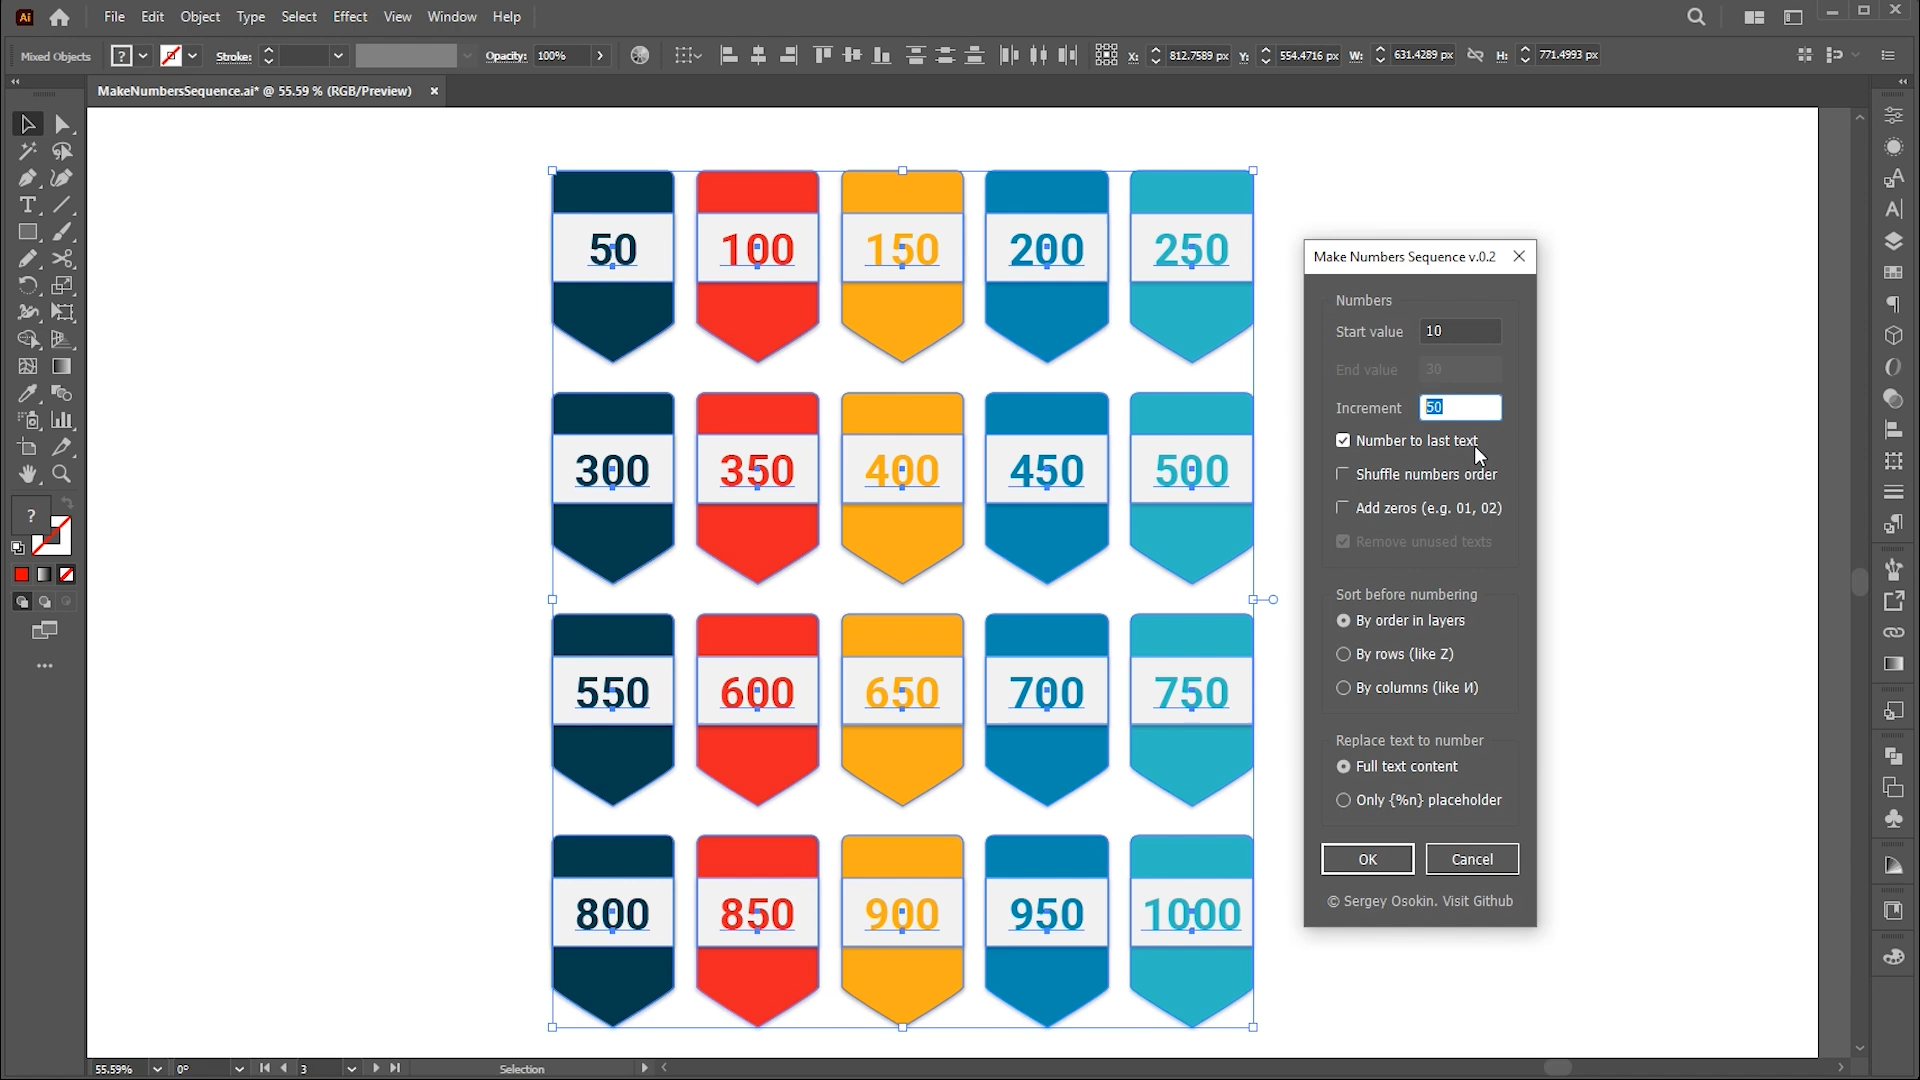 Ai File Edit Object Type Select Effect View Window Help
Mixed Objects ? Stroke: Opacity: 100% X: 812.7589 px Y: 554.4716 px W: 631.4289 px H: 771.4993 px
MakeNumbersSequence.ai* @ 55.59 % (RGB/Preview)
50 100 150 200 250
300 350 400 450 500
550 600 650 700 750
800 850 900 950 1000
?
Make Numbers Sequence v.0.2
Numbers
Start value 10
End value 30
Increment 50
Number to last text
Shuffle numbers order
Add zeros (e.g. 01, 02)
Remove unused texts
Sort before numbering
By order in layers
By rows (like Z)
By columns (like И)
Replace text to number
Full text content
Only {%n} placeholder
OK Cancel
© Sergey Osokin. Visit Github
55.59% 0° 3 Selection